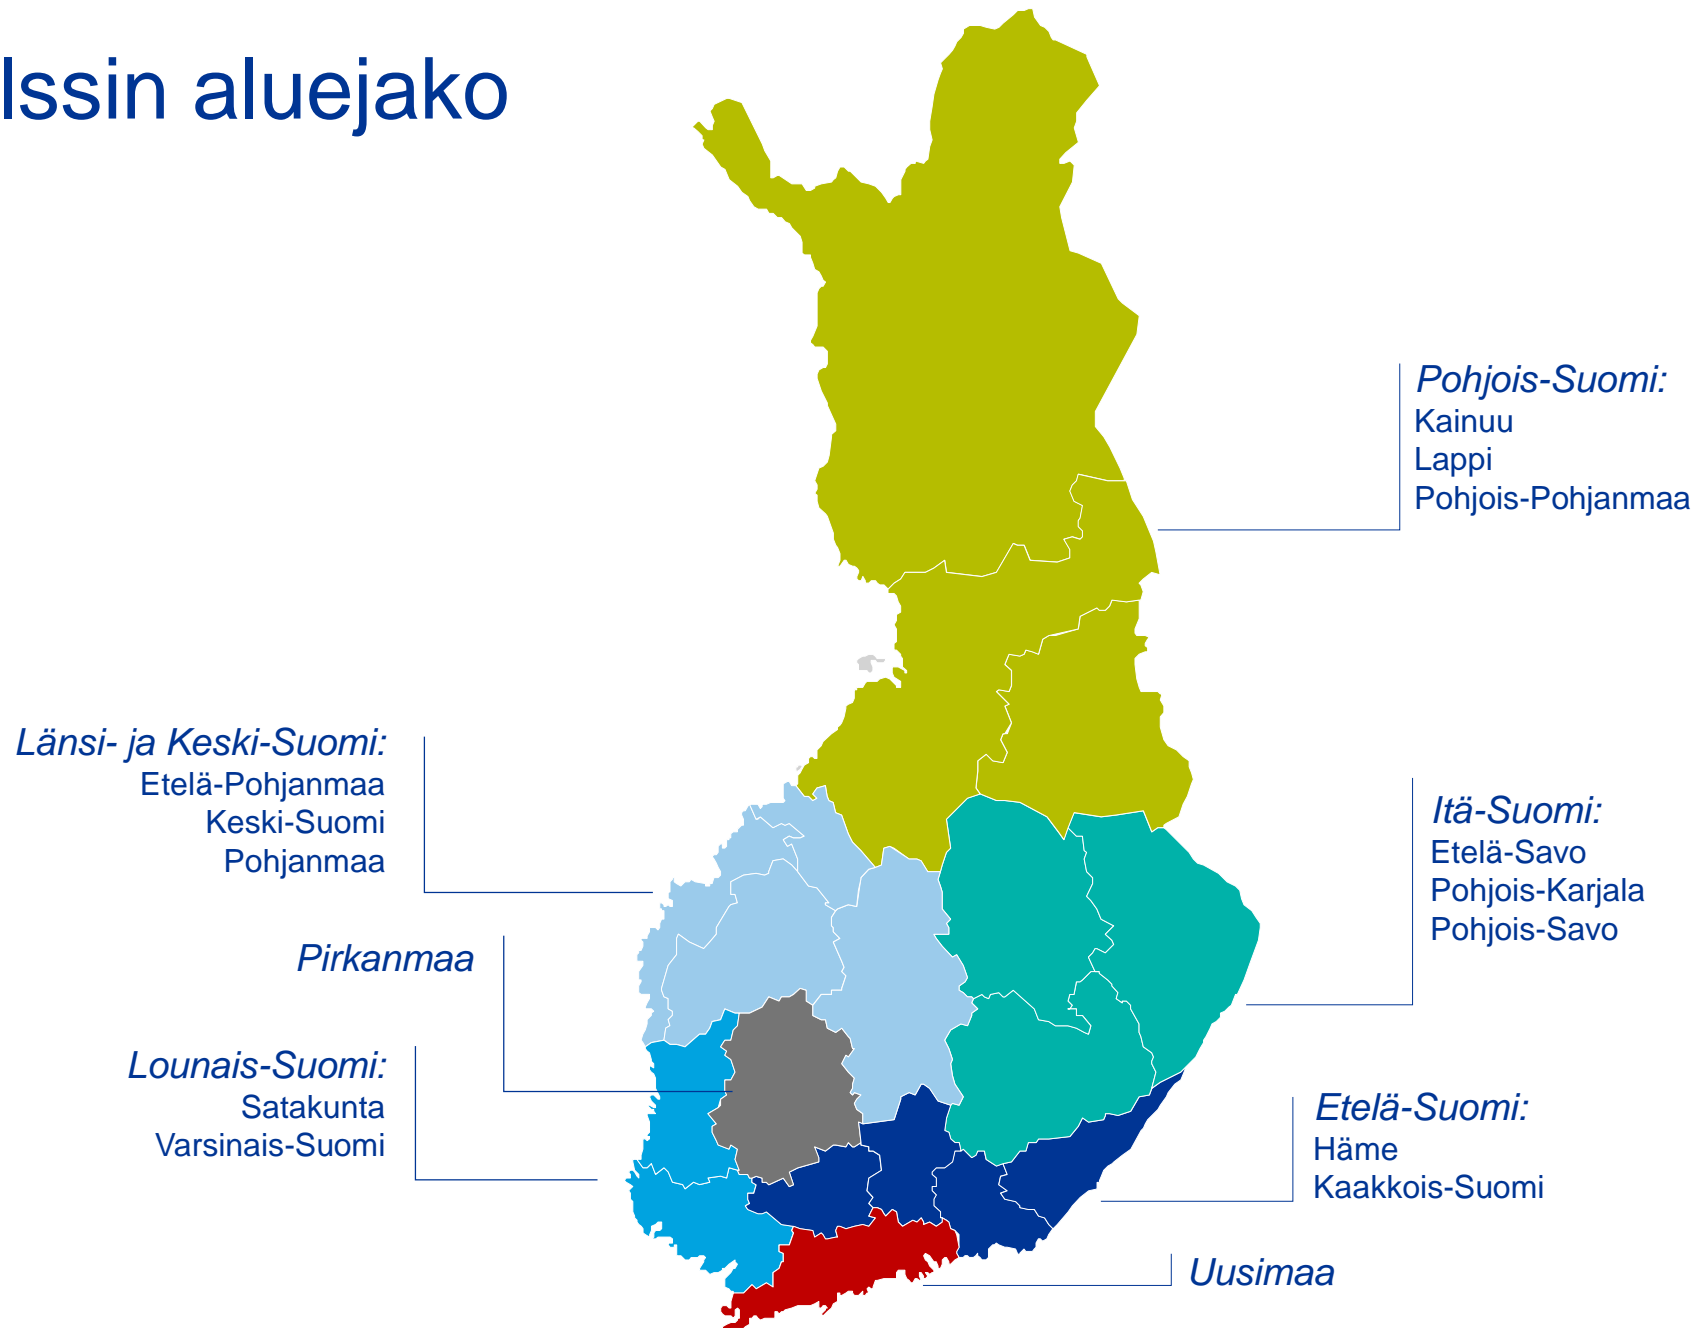 Issin aluejako
Pohjois-Suomi:
Kainuu
Lappi
Pohjois-Pohjanmaa
Länsi- ja Keski-Suomi:
Etelä-Pohjanmaa
Keski-Suomi
Pohjanmaa
Itä-Suomi:
Etelä-Savo
Pohjois-Karjala
Pohjois-Savo
Pirkanmaa
Lounais-Suomi:
Satakunta
Varsinais-Suomi
Etelä-Suomi:
Häme
Kaakkois-Suomi
Uusimaa